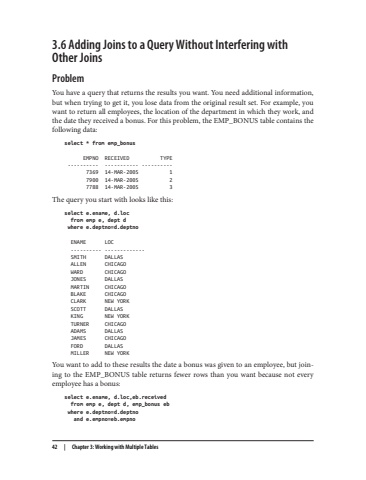 3.6 Adding Joins to a Query Without Interfering with
Other Joins
Problem
You have a query that returns the results you want. You need additional information,
but when trying to get it, you lose data from the original result set. For example, you
want to return all employees, the location of the department in which they work, and
the date they received a bonus. For this problem, the EMP_BONUS table contains the
following data:
select * from emp_bonus
EMPNO RECEIVED TYPE
---------- ----------- ----------
7369 14-MAR-2005 1
7900 14-MAR-2005 2
7788 14-MAR-2005 3
The query you start with looks like this:
select e.ename, d.loc
from emp e, dept d
where e.deptno=d.deptno
ENAME LOC
---------- -------------
SMITH DALLAS
ALLEN CHICAGO
WARD CHICAGO
JONES DALLAS
MARTIN CHICAGO
BLAKE CHICAGO
CLARK NEW YORK
SCOTT DALLAS
KING NEW YORK
TURNER CHICAGO
ADAMS DALLAS
JAMES CHICAGO
FORD DALLAS
MILLER NEW YORK
You want to add to these results the date a bonus was given to an employee, but join-
ing to the EMP_BONUS table returns fewer rows than you want because not every
employee has a bonus:
select e.ename, d.loc,eb.received
from emp e, dept d, emp_bonus eb
where e.deptno=d.deptno
and e.empno=eb.empno
42 | Chapter 3: Working with Multiple Tables